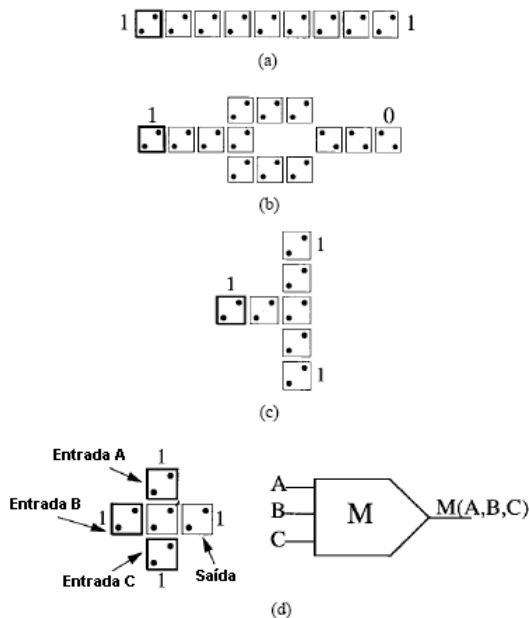 1 1
(a)
1 0
(b)
1
1
1
(c)
Entrada A
1
Entrada B
1 1
Entrada C
1
Saída
A
B
C
M
M(A,B,C)
(d)